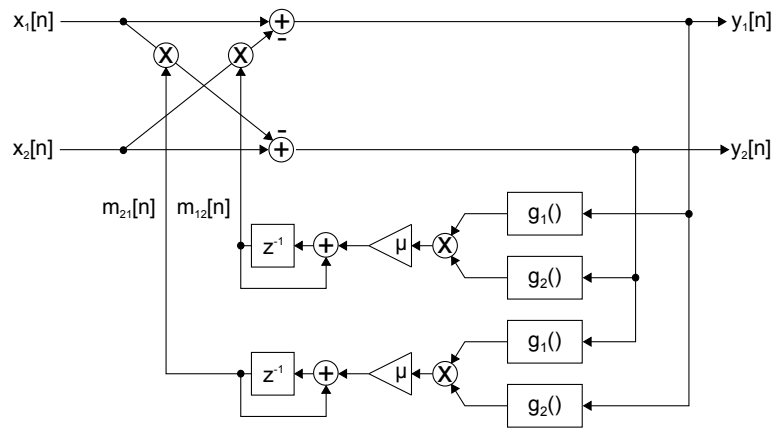 x₁[n]
y₁[n]
x₂[n]
y₂[n]
m₂₁[n]
m₁₂[n]
g₁()
z⁻¹
μ
g₂()
g₁()
z⁻¹
μ
g₂()